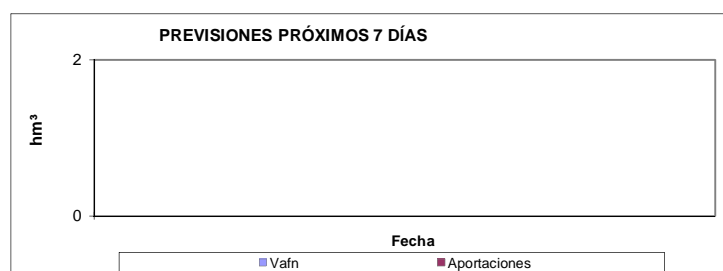 PREVISIONES PRÓXIMOS 7 DÍAS
2
hm³
0
Fecha
Vafn Aportaciones